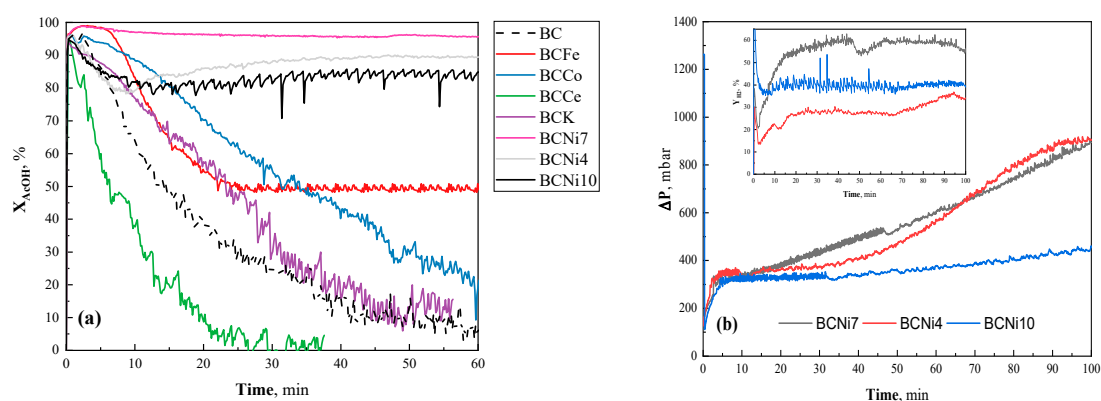 100
90
80
70
60
50
40
30
20
10
0
X AcOH, %
0 10 20 30 40 50 60
Time, min
(a)
BC
BCFe
BCCo
BCCe
BCK
BCNi7
BCNi4
BCNi10
1400
1200
1000
800
600
400
200
0
ΔP, mbar
0 10 20 30 40 50 60 70 80 90 100
Time, min
(b)
BCNi7 BCNi4 BCNi10
60
50
40
30
20
10
0
Y H2, %
10 20 30 40 50 60 70 80 90 100
Time, min